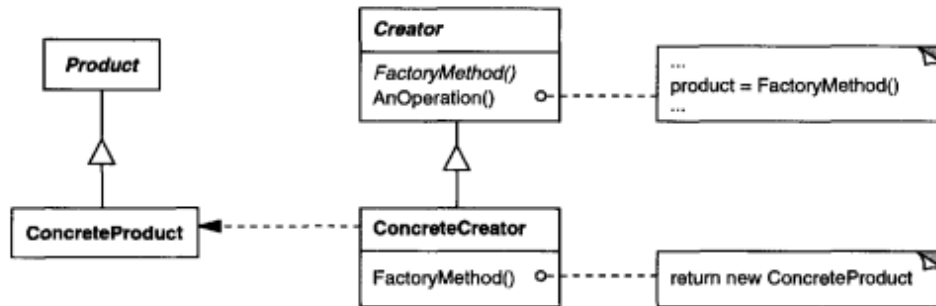 Product
ConcreteProduct
Creator
FactoryMethod()
AnOperation()
...
product = FactoryMethod()
...
ConcreteCreator
FactoryMethod()
return new ConcreteProduct